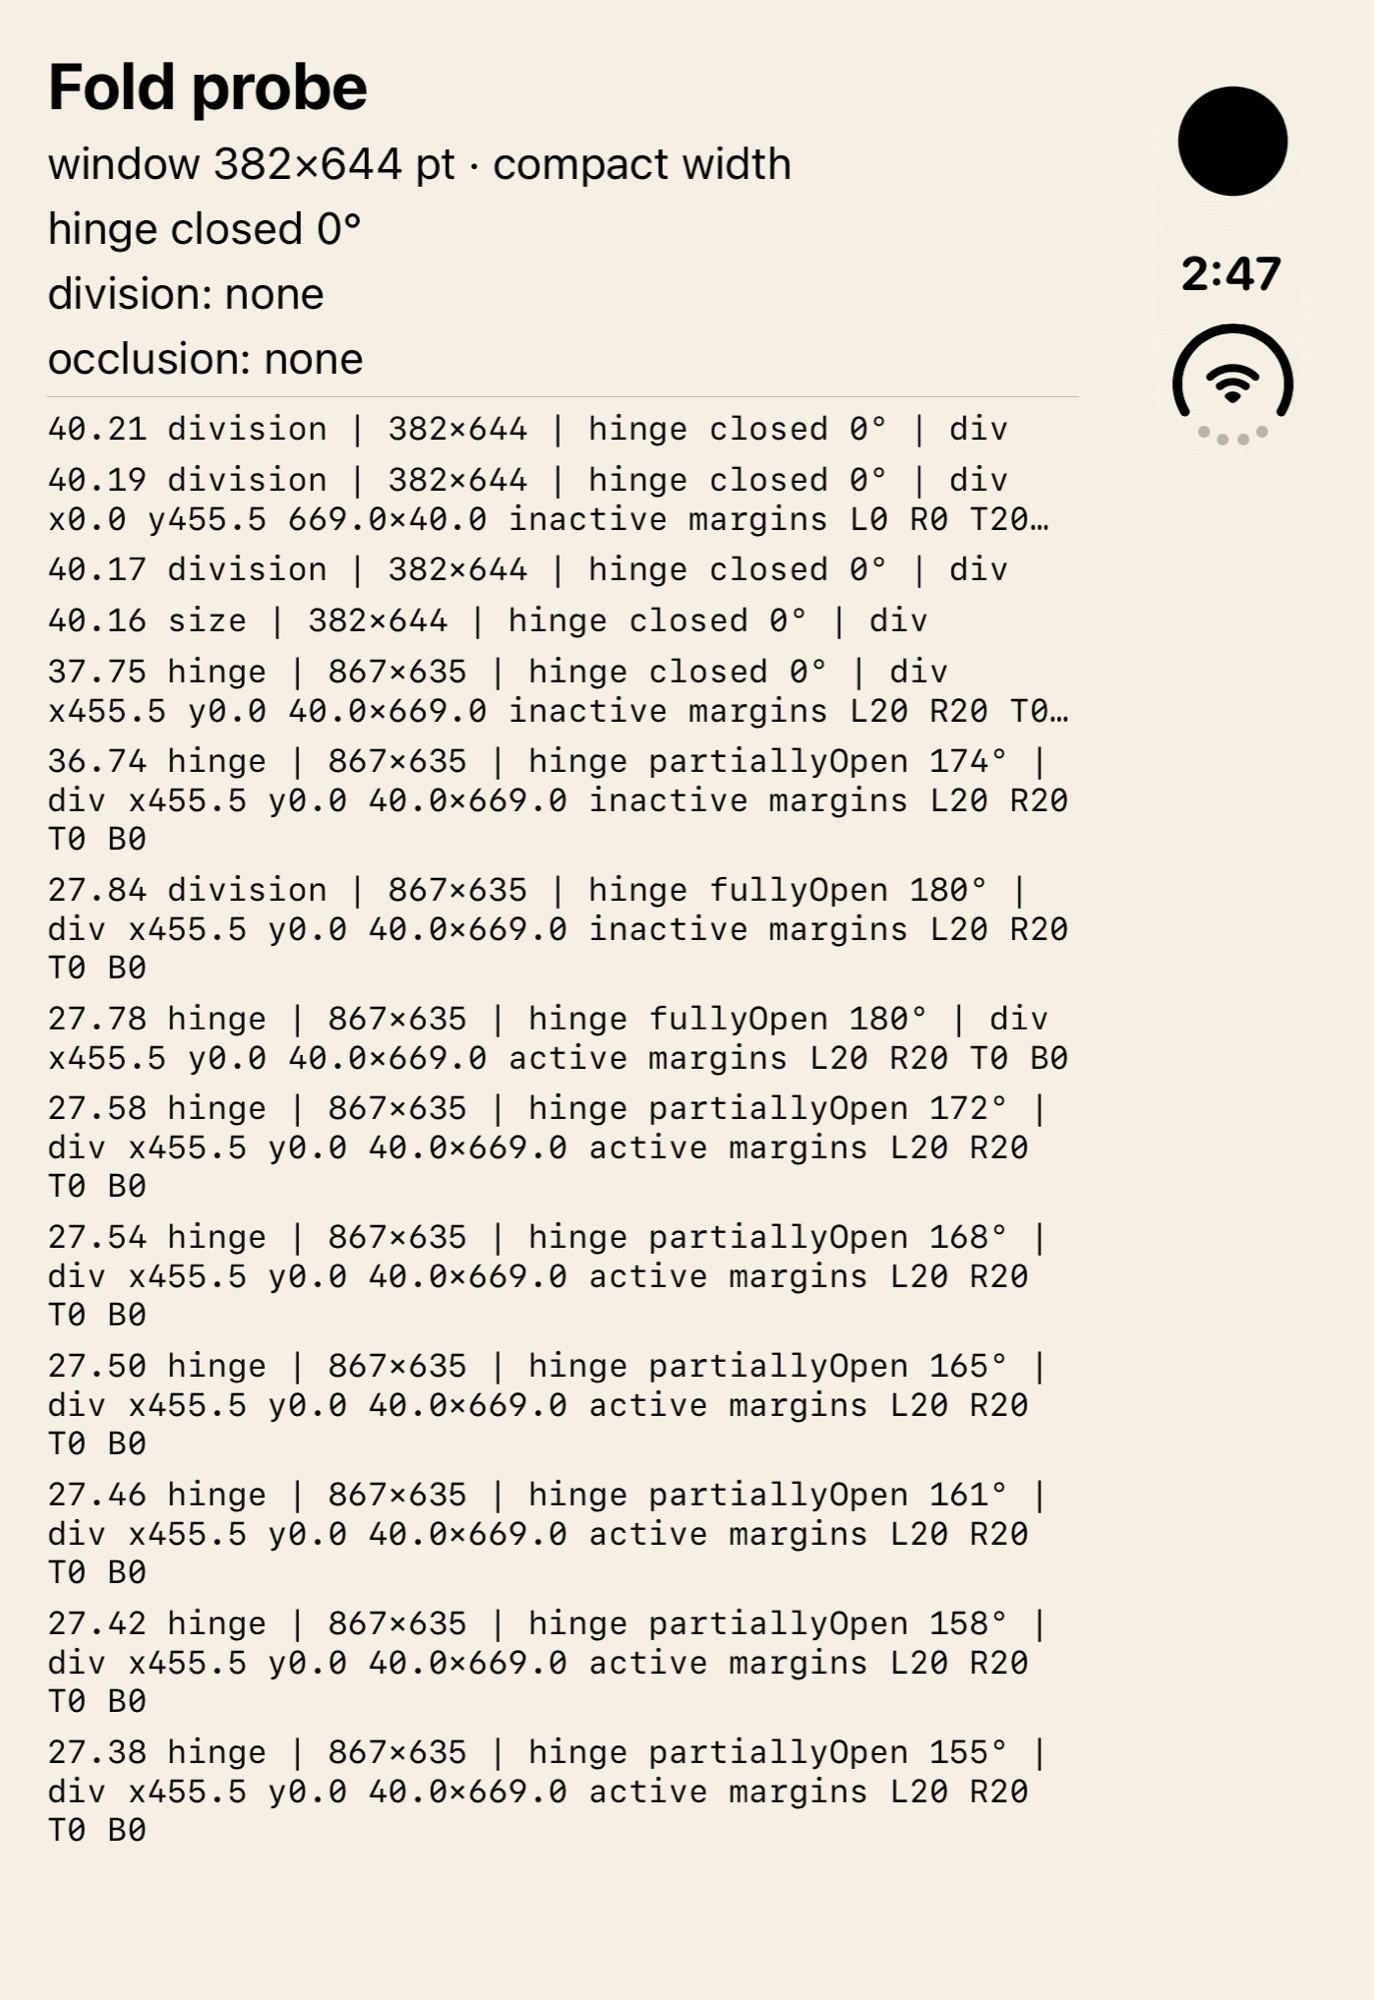 Fold probe
window 382×644 pt · compact width
hinge closed 0°
division: none
occlusion: none
2:47
40.21 division | 382×644 | hinge closed 0° | div
40.19 division | 382×644 | hinge closed 0° | div
x0.0 y455.5 669.0×40.0 inactive margins L0 R0 T20…
40.17 division | 382×644 | hinge closed 0° | div
40.16 size | 382×644 | hinge closed 0° | div
37.75 hinge | 867×635 | hinge closed 0° | div
x455.5 y0.0 40.0×669.0 inactive margins L20 R20 T0…
36.74 hinge | 867×635 | hinge partiallyOpen 174° |
div x455.5 y0.0 40.0×669.0 inactive margins L20 R20
T0 B0
27.84 division | 867×635 | hinge fullyOpen 180° |
div x455.5 y0.0 40.0×669.0 inactive margins L20 R20
T0 B0
27.78 hinge | 867×635 | hinge fullyOpen 180° | div
x455.5 y0.0 40.0×669.0 active margins L20 R20 T0 B0
27.58 hinge | 867×635 | hinge partiallyOpen 172° |
div x455.5 y0.0 40.0×669.0 active margins L20 R20
T0 B0
27.54 hinge | 867×635 | hinge partiallyOpen 168° |
div x455.5 y0.0 40.0×669.0 active margins L20 R20
T0 B0
27.50 hinge | 867×635 | hinge partiallyOpen 165° |
div x455.5 y0.0 40.0×669.0 active margins L20 R20
T0 B0
27.46 hinge | 867×635 | hinge partiallyOpen 161° |
div x455.5 y0.0 40.0×669.0 active margins L20 R20
T0 B0
27.42 hinge | 867×635 | hinge partiallyOpen 158° |
div x455.5 y0.0 40.0×669.0 active margins L20 R20
T0 B0
27.38 hinge | 867×635 | hinge partiallyOpen 155° |
div x455.5 y0.0 40.0×669.0 active margins L20 R20
T0 B0